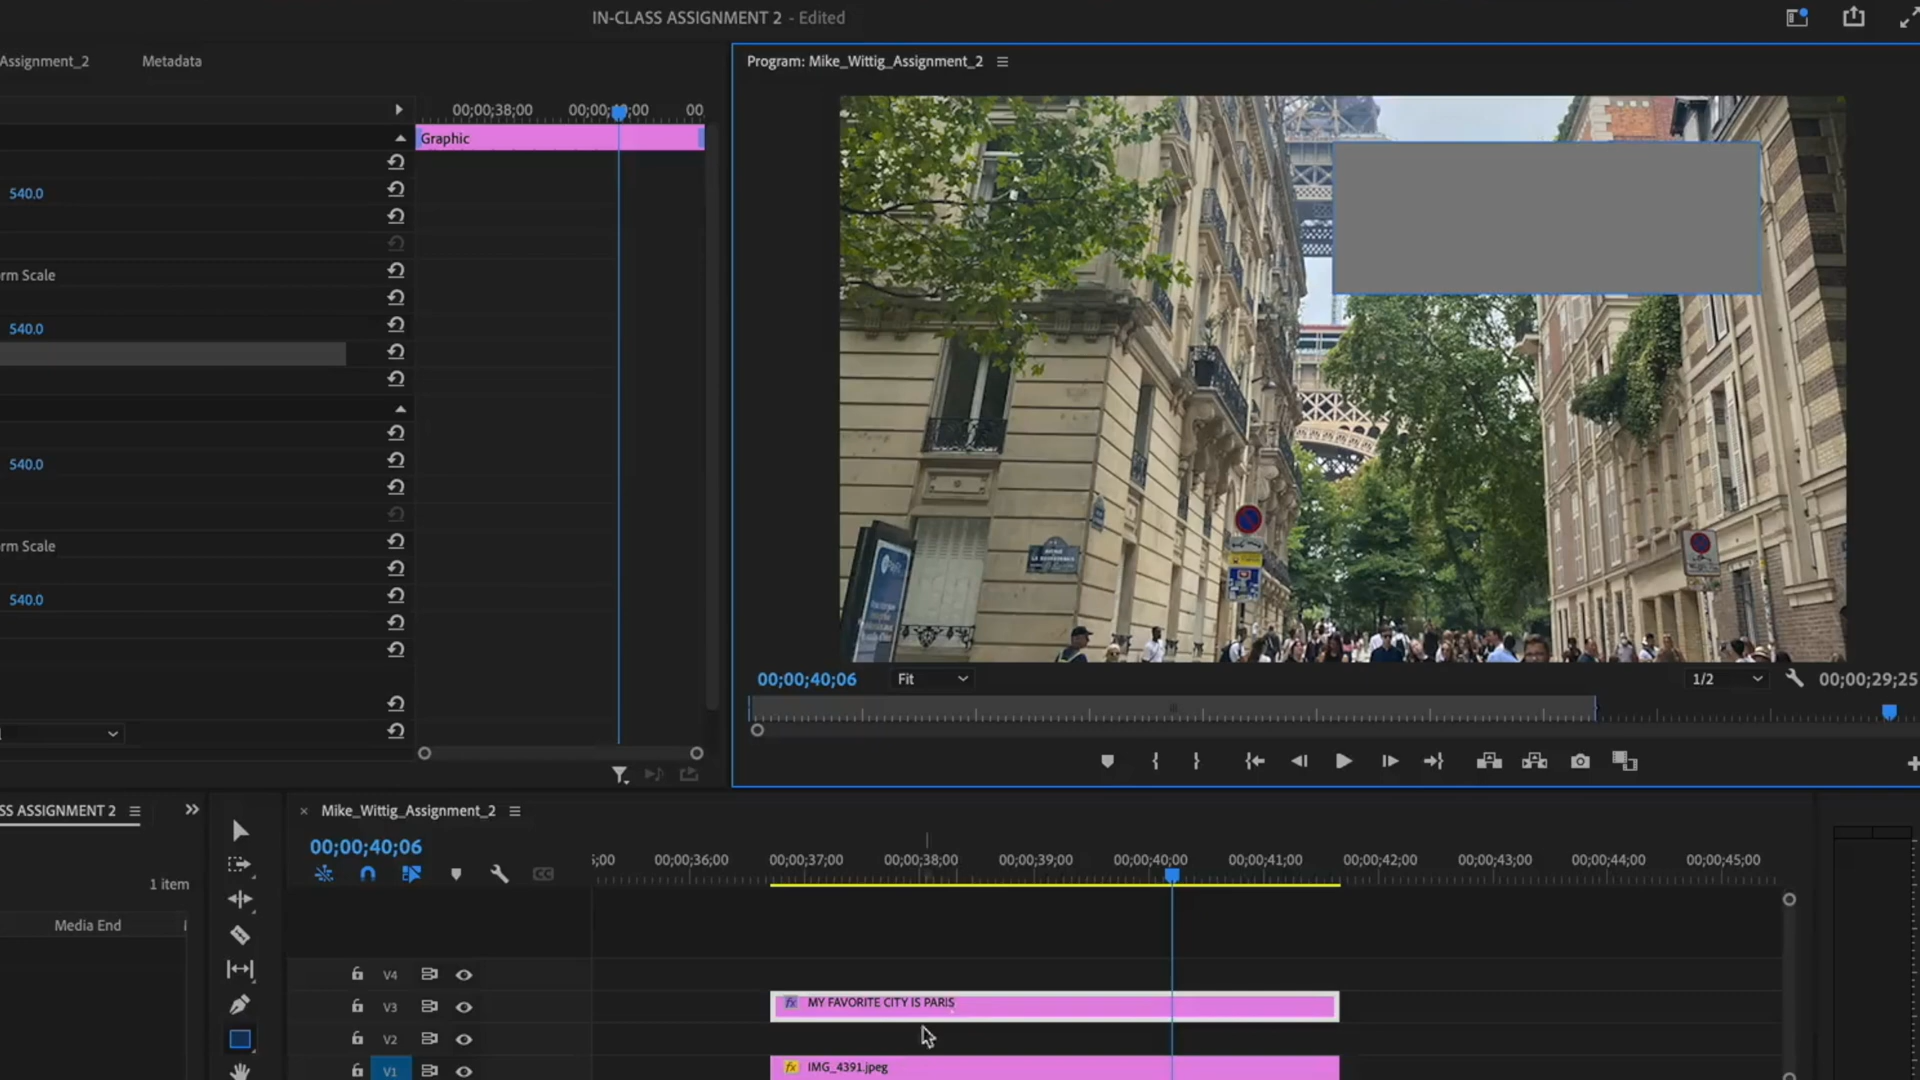 IN-CLASS ASSIGNMENT 2 - Edited
Assignment_2
Metadata
Program: Mike_Wittig_Assignment_2
00;00;38;00
00
Graphic
540.0
rm Scale
540.0
540.0
rm Scale
540.0
00;00;40;06
Fit
1/2
00;00;29;25
SS ASSIGNMENT 2
Mike_Wittig_Assignment_2
00;00;40;06
;00
00;00;36;00
00;00;37;00
00;00;38;00
00;00;39;00
00;00;40;00
00;00;41;00
00;00;42;00
00;00;43;00
00;00;44;00
00;00;45;00
1 item
Media End
V4
V3
fx MY FAVORITE CITY IS PARIS
V2
V1
fx IMG_4391.jpeg